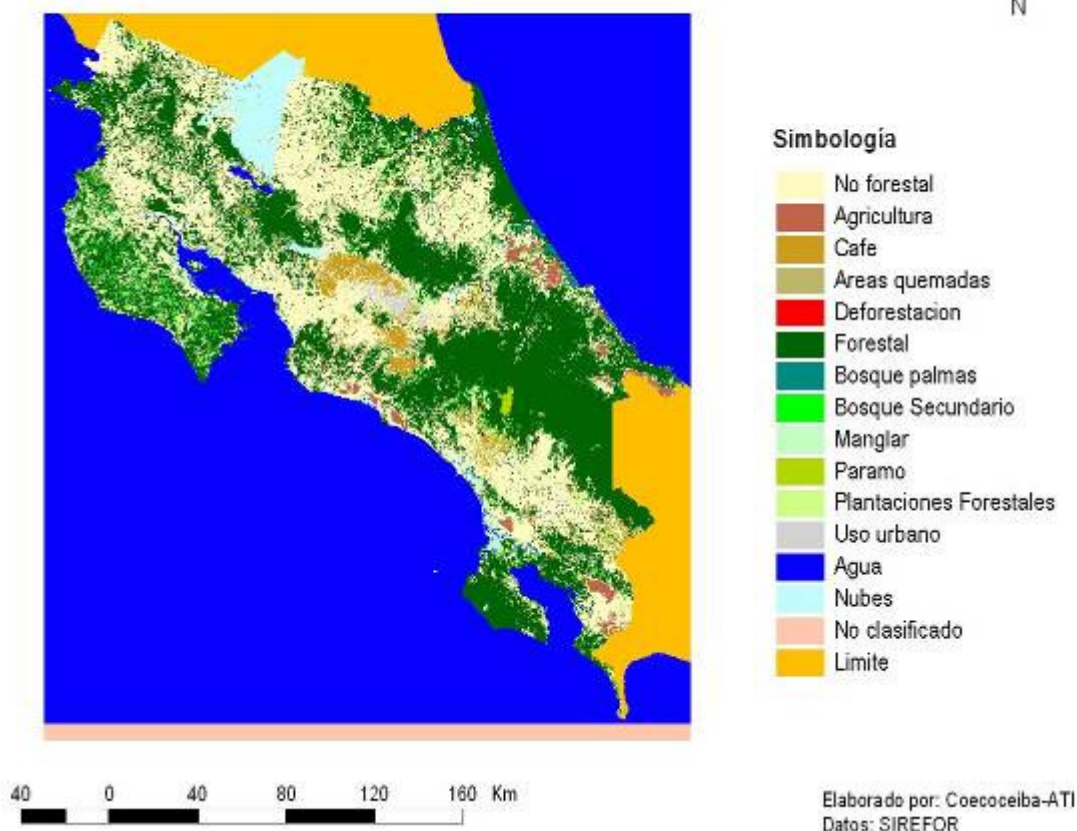 N
Simbología
No forestal
Agricultura
Cafe
Areas quemadas
Deforestacion
Forestal
Bosque palmas
Bosque Secundario
Manglar
Paramo
Plantaciones Forestales
Uso urbano
Agua
Nubes
No clasificado
Limite
40 0 40 80 120 160 Km
Elaborado por: Coecoceiba-ATI
Datos: SIREFOR